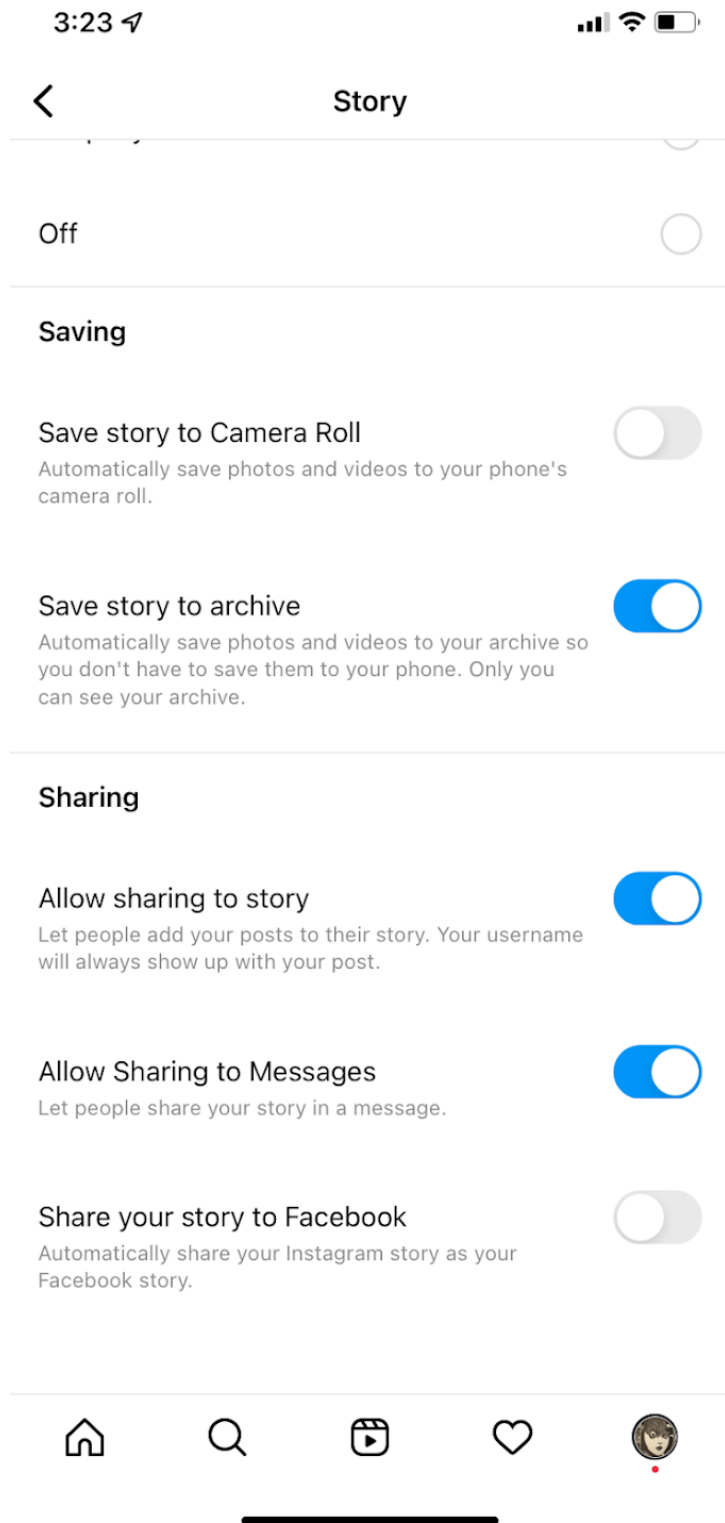 3:23
Story
Off
Saving
Save story to Camera Roll
Automatically save photos and videos to your phone's
camera roll.
Save story to archive
Automatically save photos and videos to your archive so
you don't have to save them to your phone. Only you
can see your archive.
Sharing
Allow sharing to story
Let people add your posts to their story. Your username
will always show up with your post.
Allow Sharing to Messages
Let people share your story in a message.
Share your story to Facebook
Automatically share your Instagram story as your
Facebook story.